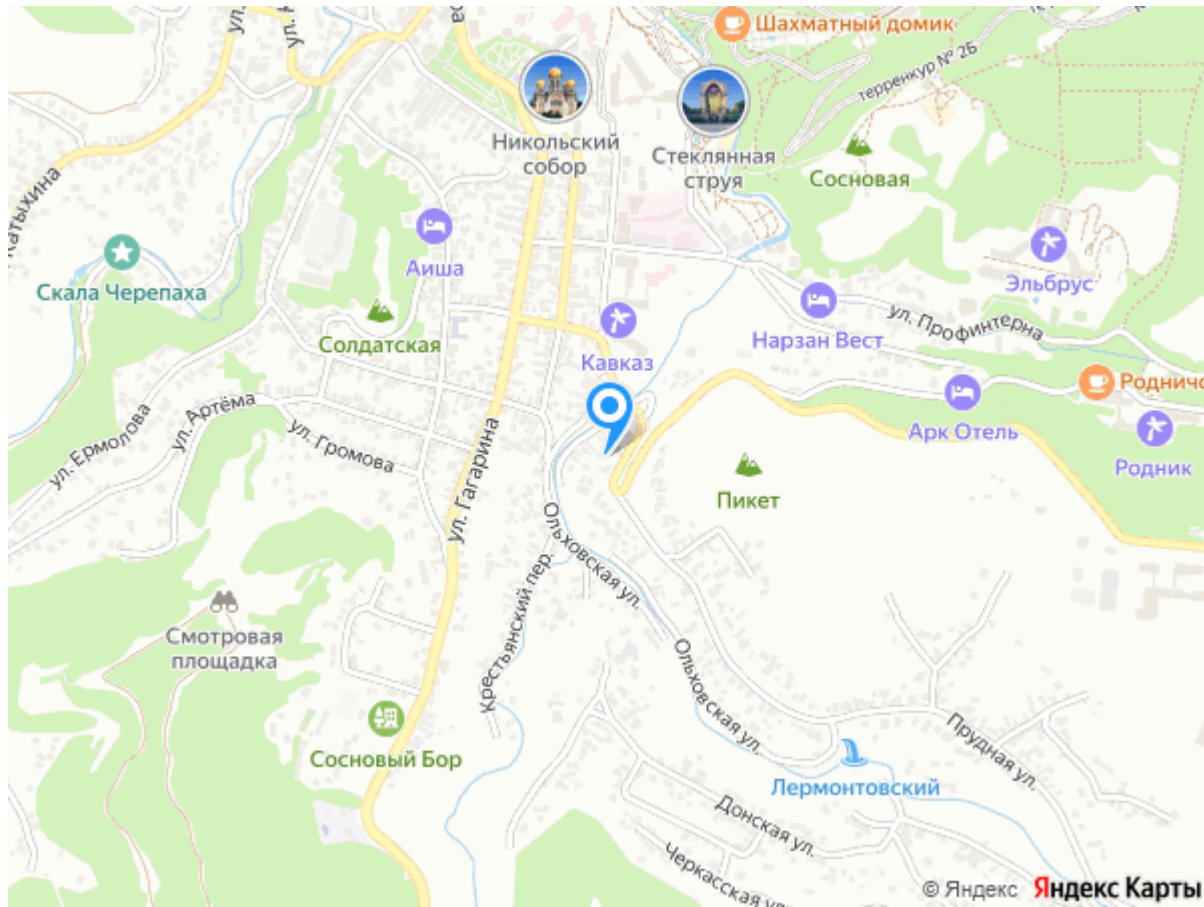 Шахматный домик
терренкур № 2Б
Никольский
собор
Стеклянная
струя
Сосновая
Скала Черепаха
Аиша
Эльбрус
Солдатская
Нарзан Вест
ул. Профинтерна
Кавказ
ул. Ермолова
ул. Артёма
ул. Громова
ул. Гагарина
Арк Отель
Родник
Пикет
Ольховская ул.
Крестьянский пер.
Смотровая
площадка
Ольховская ул.
Прудная ул.
Сосновый Бор
Лермонтовский
Донская ул.
Черкасская ул.
© Яндекс Яндекс Карты